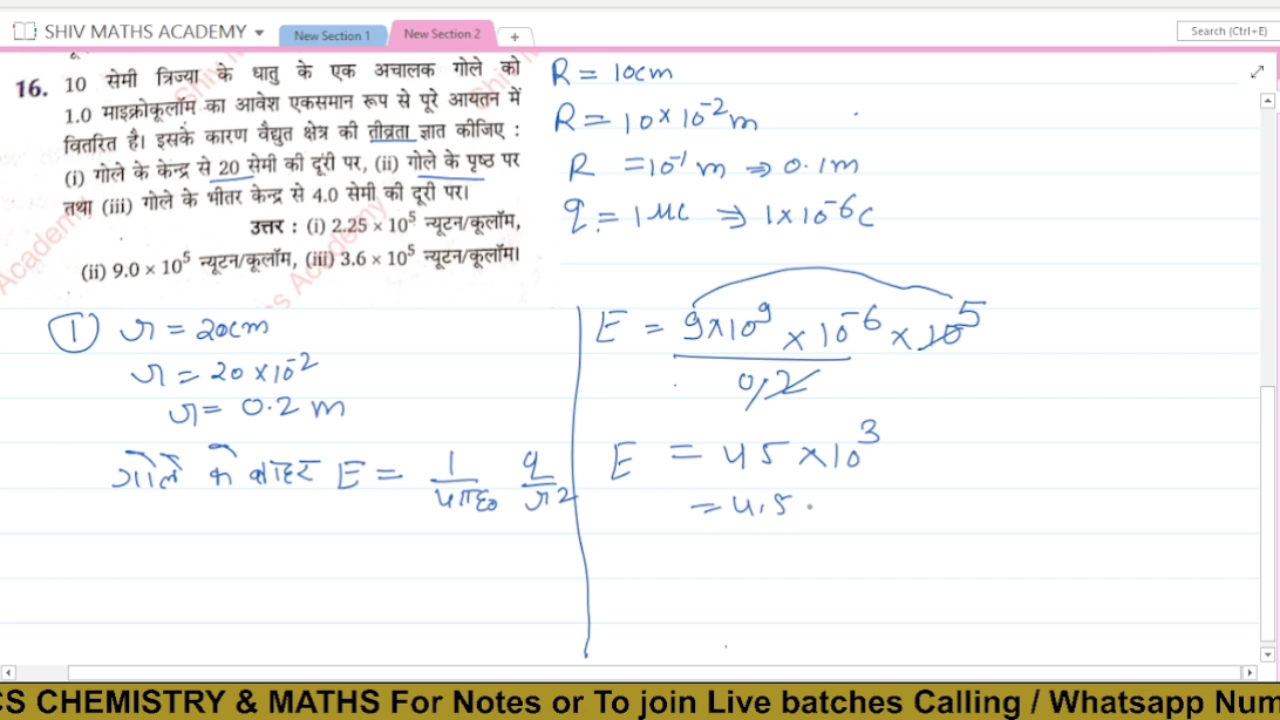 SHIV MATHS ACADEMY
New Section 1
New Section 2
+
Search (Ctrl+E)
16. 10 सेमी त्रिज्या के धातु के एक अचालक गोले को
1.0 माइक्रोकूलॉम का आवेश एकसमान रूप से पूरे आयतन में
वितरित है। इसके कारण वैद्युत क्षेत्र की तीव्रता ज्ञात कीजिए :
(i) गोले के केन्द्र से 20 सेमी की दूरी पर, (ii) गोले के पृष्ठ पर
तथा (iii) गोले के भीतर केन्द्र से 4.0 सेमी की दूरी पर।
उत्तर : (i) 2.25 × 10⁵ न्यूटन/कूलॉम,
(ii) 9.0 × 10⁵ न्यूटन/कूलॉम, (iii) 3.6 × 10⁵ न्यूटन/कूलॉम।
R = 10cm
R = 10×10⁻² m
R = 10⁻¹ m ⇒ 0.1m
q = 1 μC ⇒ 1×10⁻⁶ C
① r = 20cm
r = 20×10⁻²
r = 0.2 m
गोले के बाहर E = 1/4πε₀ q/r²
E = 9×10⁹ × 10⁻⁶ × 10⁵
0.2
E = 45×10³
= 4.5
CS CHEMISTRY & MATHS For Notes or To join Live batches Calling / Whatsapp Num